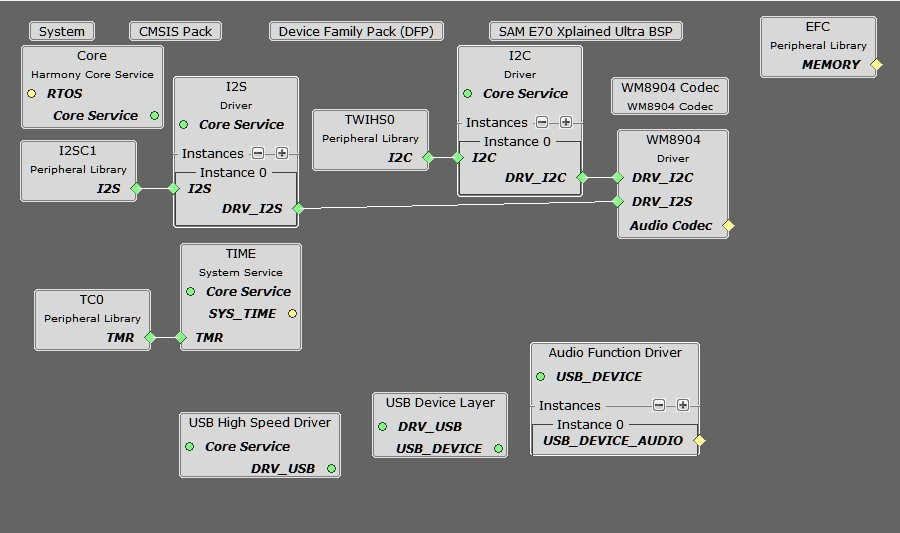 System
CMSIS Pack
Device Family Pack (DFP)
SAM E70 Xplained Ultra BSP
EFC
Peripheral Library
MEMORY
Core
Harmony Core Service
RTOS
Core Service
I2S
Driver
Core Service
Instances
Instance 0
I2S
DRV_I2S
I2SC1
Peripheral Library
I2S
TWIHS0
Peripheral Library
I2C
I2C
Driver
Core Service
Instances
Instance 0
I2C
DRV_I2C
WM8904 Codec
WM8904 Codec
WM8904
Driver
DRV_I2C
DRV_I2S
Audio Codec
TIME
System Service
Core Service
SYS_TIME
TMR
TC0
Peripheral Library
TMR
USB High Speed Driver
Core Service
DRV_USB
USB Device Layer
DRV_USB
USB_DEVICE
Audio Function Driver
USB_DEVICE
Instances
Instance 0
USB_DEVICE_AUDIO